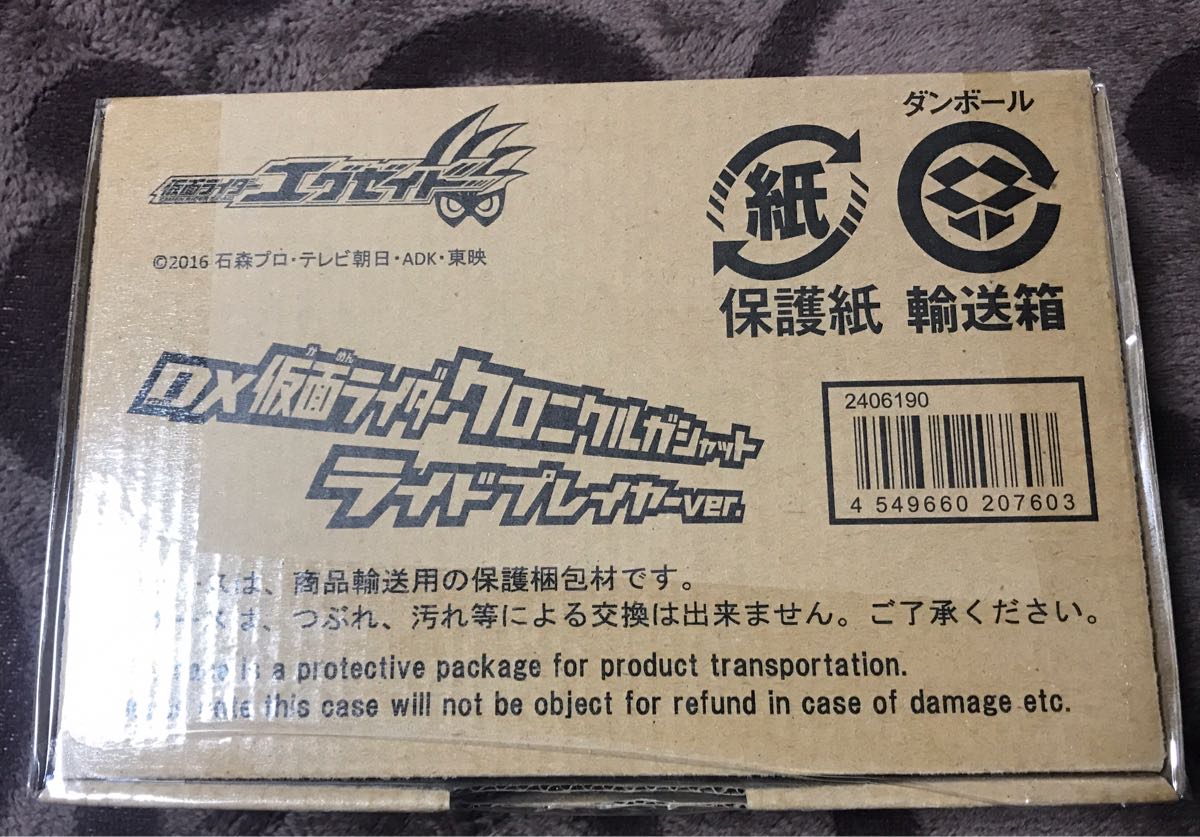 仮面ライダーエグゼイド
©2016 石森プロ・テレビ朝日・ADK・東映
ダンボール
紙
保護紙 輸送箱
かめん
DX仮面ライダークロニクルガシャット
ライドプレイヤーver.
2406190
4 549660 207603
は、商品輸送用の保護梱包材です。
は、つぶれ、汚れ等による交換は出来ません。ご了承ください。
is a protective package for product transportation.
this case will not be object for refund in case of damage etc.